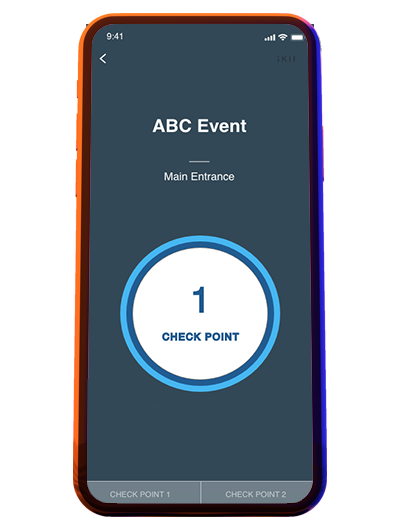 9:41
ABC Event
Main Entrance
1
CHECK POINT
CHECK POINT 1
CHECK POINT 2